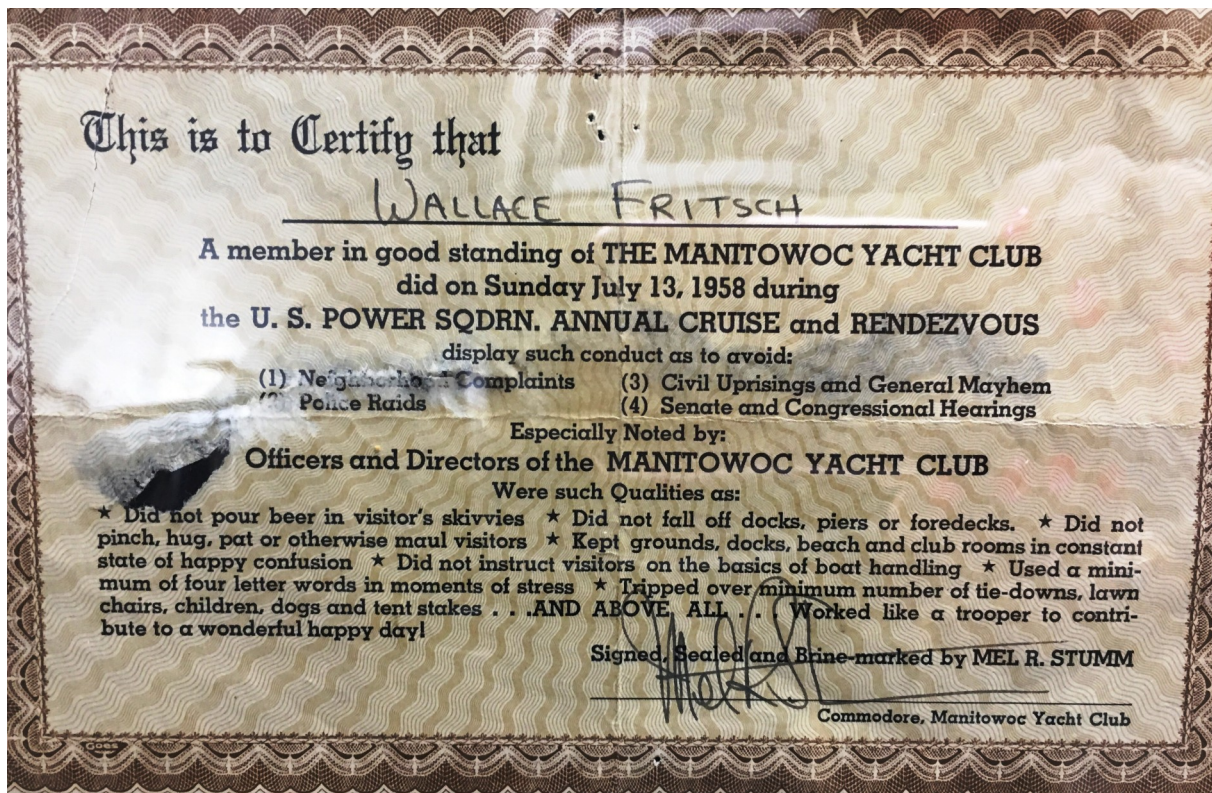 This is to Certify that
WALLACE FRITSCH
A member in good standing of THE MANITOWOC YACHT CLUB
did on Sunday July 13, 1958 during
the U. S. POWER SQDRN. ANNUAL CRUISE and RENDEZVOUS
display such conduct as to avoid:
(1) Neighborhood Complaints (3) Civil Uprisings and General Mayhem
(2) Police Raids (4) Senate and Congressional Hearings
Especially Noted by:
Officers and Directors of the MANITOWOC YACHT CLUB
Were such Qualities as:
★ Did not pour beer in visitor's skivvies ★ Did not fall off docks, piers or foredecks. ★ Did not
pinch, hug, pat or otherwise maul visitors ★ Kept grounds, docks, beach and club rooms in constant
state of happy confusion ★ Did not instruct visitors on the basics of boat handling ★ Used a mini-
mum of four letter words in moments of stress ★ Tripped over minimum number of tie-downs, lawn
chairs, children, dogs and tent stakes . . .AND ABOVE, ALL . . . Worked like a trooper to contri-
bute to a wonderful happy day!
Signed, Sealed and Brine-marked by MEL R. STUMM
Mel R St
Commodore, Manitowoc Yacht Club
Goes